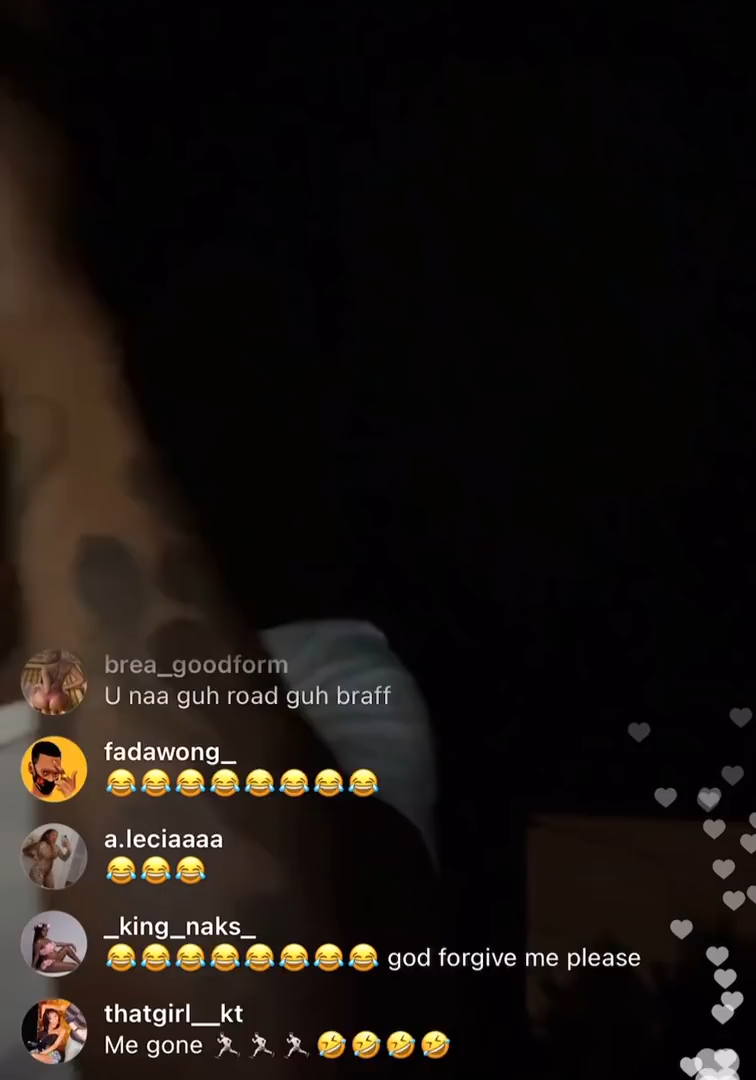 brea_goodform
U naa guh road guh braff
fadawong_
😂😂😂😂😂😂😂😂
a.leciaaaa
😂😂😂
_king_naks_
😂😂😂😂😂😂😂😂 god forgive me please
thatgirl__kt
Me gone 🏃🏃🏃🤣🤣🤣🤣